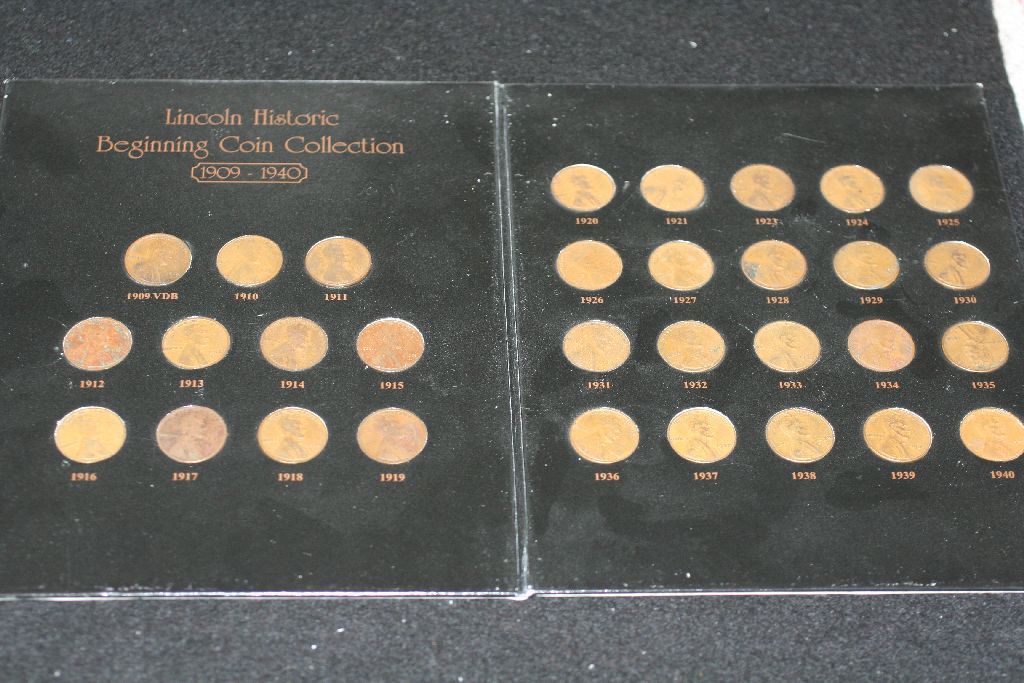 Lincoln Historic
Beginning Coin Collection
1909 - 1940
1909 VDB 1910 1911
1912 1913 1914 1915
1916 1917 1918 1919
1920 1921 1923 1924 1925
1926 1927 1928 1929 1930
1931 1932 1933 1934 1935
1936 1937 1938 1939 1940